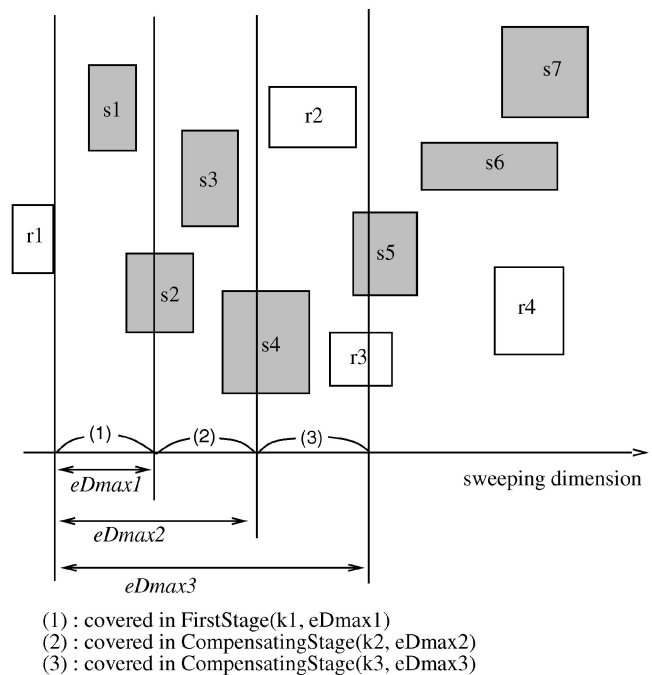 s7
s1
r2
s6
s3
r1
s5
s2
r4
s4
r3
(1)
(2)
(3)
sweeping dimension
eDmax1
eDmax2
eDmax3
(1) : covered in FirstStage(k1, eDmax1)
(2) : covered in CompensatingStage(k2, eDmax2)
(3) : covered in CompensatingStage(k3, eDmax3)